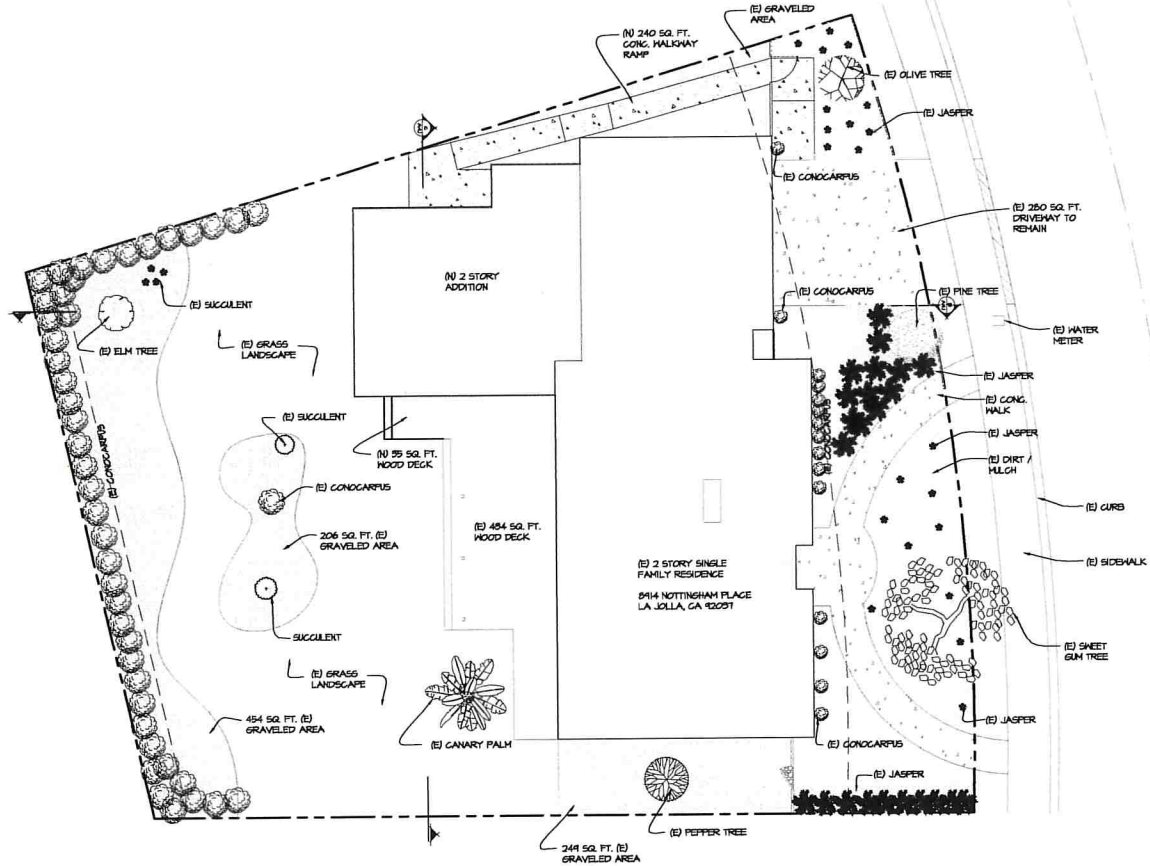 (E) GRAVELED
AREA
(N) 240 SQ. FT.
CONC. WALKWAY
RAMP
(E) OLIVE TREE
(E) JASPER
(E) CONOCARPUS
(E) 280 SQ. FT.
DRIVEWAY TO
REMAIN
(N) 2 STORY
ADDITION
(E) SUCCULENT
(E) CONOCARPUS
(E) PINE TREE
(E) ELM TREE
(E) GRASS
LANDSCAPE
(E) WATER
METER
(E) JASPER
(E) CONC.
WALK
(E) SUCCULENT
(E) JASPER
(N) 55 SQ. FT.
WOOD DECK
(E) DIRT /
MULCH
(E) CONOCARPUS
(E) CONOCARPUS
(E) CURB
206 SQ. FT. (E)
GRAVELED AREA
(E) 484 SQ. FT.
WOOD DECK
(E) 2 STORY SINGLE
FAMILY RESIDENCE
8414 NOTTINGHAM PLACE
LA JOLLA, CA 92037
(E) SIDEWALK
SUCCULENT
(E) SWEET
GUM TREE
(E) GRASS
LANDSCAPE
454 SQ. FT. (E)
GRAVELED AREA
(E) CANARY PALM
(E) CONOCARPUS
(E) JASPER
(E) JASPER
(E) PEPPER TREE
249 SQ. FT. (E)
GRAVELED AREA